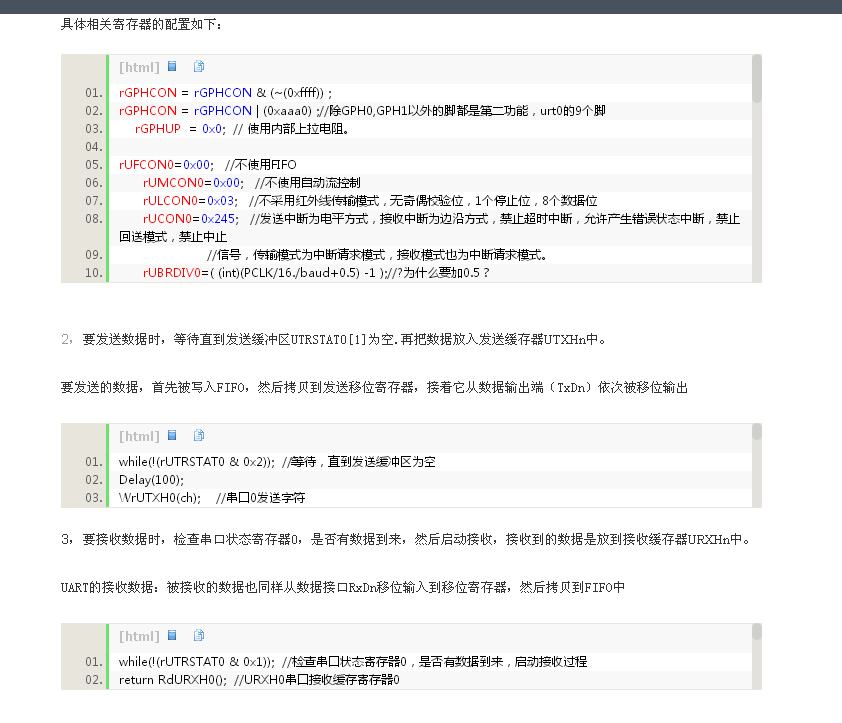 具体相关寄存器的配置如下：
[html]
01. rGPHCON = rGPHCON & (~(0xffff)) ;
02. rGPHCON = rGPHCON | (0xaaa0) ;//除GPH0,GPH1以外的脚都是第二功能，urt0的9个脚
03. rGPHUP = 0x0; // 使用内部上拉电阻。
04.
05. rUFCON0=0x00; //不使用FIFO
06. rUMCON0=0x00; //不使用自动流控制
07. rULCON0=0x03; //不采用红外线传输模式，无奇偶校验位，1个停止位，8个数据位
08. rUCON0=0x245; //发送中断为电平方式，接收中断为边沿方式，禁止超时中断，允许产生错误状态中断，禁止
回送模式，禁止中止
09. //信号，传输模式为中断请求模式，接收模式也为中断请求模式。
10. rUBRDIV0=( (int)(PCLK/16./baud+0.5) -1 );//?为什么要加0.5？
2，要发送数据时，等待直到发送缓冲区UTRSTAT0[1]为空.再把数据放入发送缓存器UTXHn中。
要发送的数据，首先被写入FIFO，然后拷贝到发送移位寄存器，接着它从数据输出端（TxDn）依次被移位输出
[html]
01. while(!(rUTRSTAT0 & 0x2)); //等待，直到发送缓冲区为空
02. Delay(100);
03. WrUTXH0(ch); //串口0发送字符
3，要接收数据时，检查串口状态寄存器0，是否有数据到来，然后启动接收，接收到的数据是放到接收缓存器URXHn中。
UART的接收数据：被接收的数据也同样从数据接口RxDn移位输入到移位寄存器，然后拷贝到FIFO中
[html]
01. while(!(rUTRSTAT0 & 0x1)); //检查串口状态寄存器0，是否有数据到来，启动接收过程
02. return RdURXH0(); //URXH0串口接收缓存寄存器0